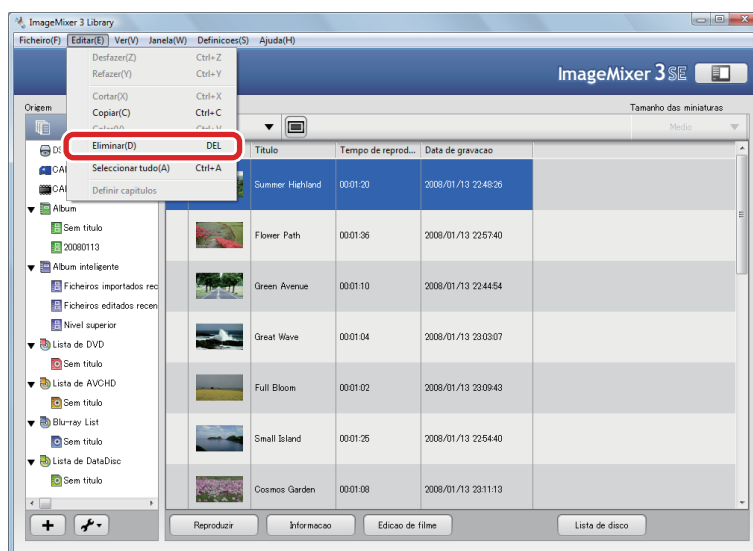 ImageMixer 3 Library
Ficheiro(F) Editar(E) Ver(V) Janela(W) Definicoes(S) Ajuda(H)
Desfazer(Z) Ctrl+Z
Refazer(Y) Ctrl+Y
Cortar(X) Ctrl+X
Copiar(C) Ctrl+C
Eliminar(D) DEL
Seleccionar tudo(A) Ctrl+A
Definir capitulos
ImageMixer 3 SE
Origem
Tamanho das miniaturas
Medio
Titulo Tempo de reprod... Data de gravacao
Summer Highland 00:01:20 2008/01/13 22:48:26
Flower Path 00:01:36 2008/01/13 22:57:40
Green Avenue 00:01:10 2008/01/13 22:44:54
Great Wave 00:01:04 2008/01/13 23:03:07
Full Bloom 00:01:02 2008/01/13 23:09:43
Small Island 00:01:25 2008/01/13 22:54:40
Cosmos Garden 00:01:08 2008/01/13 23:11:13
Album
Sem titulo
20080113
Album inteligente
Ficheiros importados rec
Ficheiros editados recen
Nivel superior
Lista de DVD
Sem titulo
Lista de AVCHD
Sem titulo
Blu-ray List
Sem titulo
Lista de DataDisc
Sem titulo
Reproduzir Informacao Edicao de filme Lista de disco